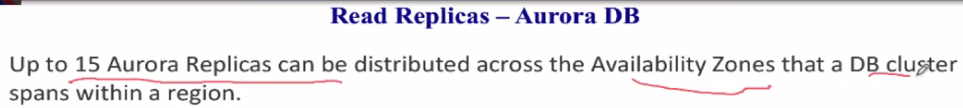 Read Replicas – Aurora DB
Up to 15 Aurora Replicas can be distributed across the Availability Zones that a DB cluster
spans within a region.